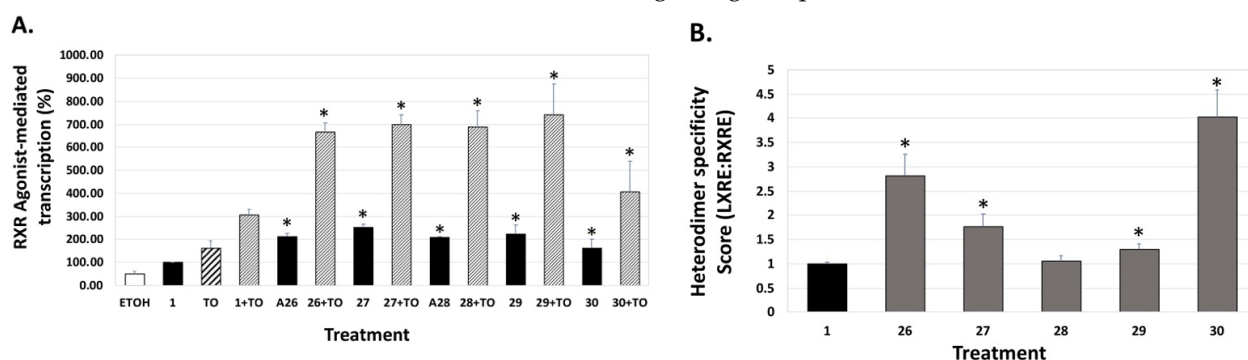 A.
RXR Agonist-mediated
transcription (%)
1000.00
900.00
800.00
700.00
600.00
500.00
400.00
300.00
200.00
100.00
0.00
* * * * * * * * * *
ETOH 1 TO 1+TO A26 26+TO 27 27+TO A28 28+TO 29 29+TO 30 30+TO
Treatment
B.
Heterodimer specificity
Score (LXRE:RXRE)
5
4.5
4
3.5
3
2.5
2
1.5
1
0.5
0
* * * *
1 26 27 28 29 30
Treatment